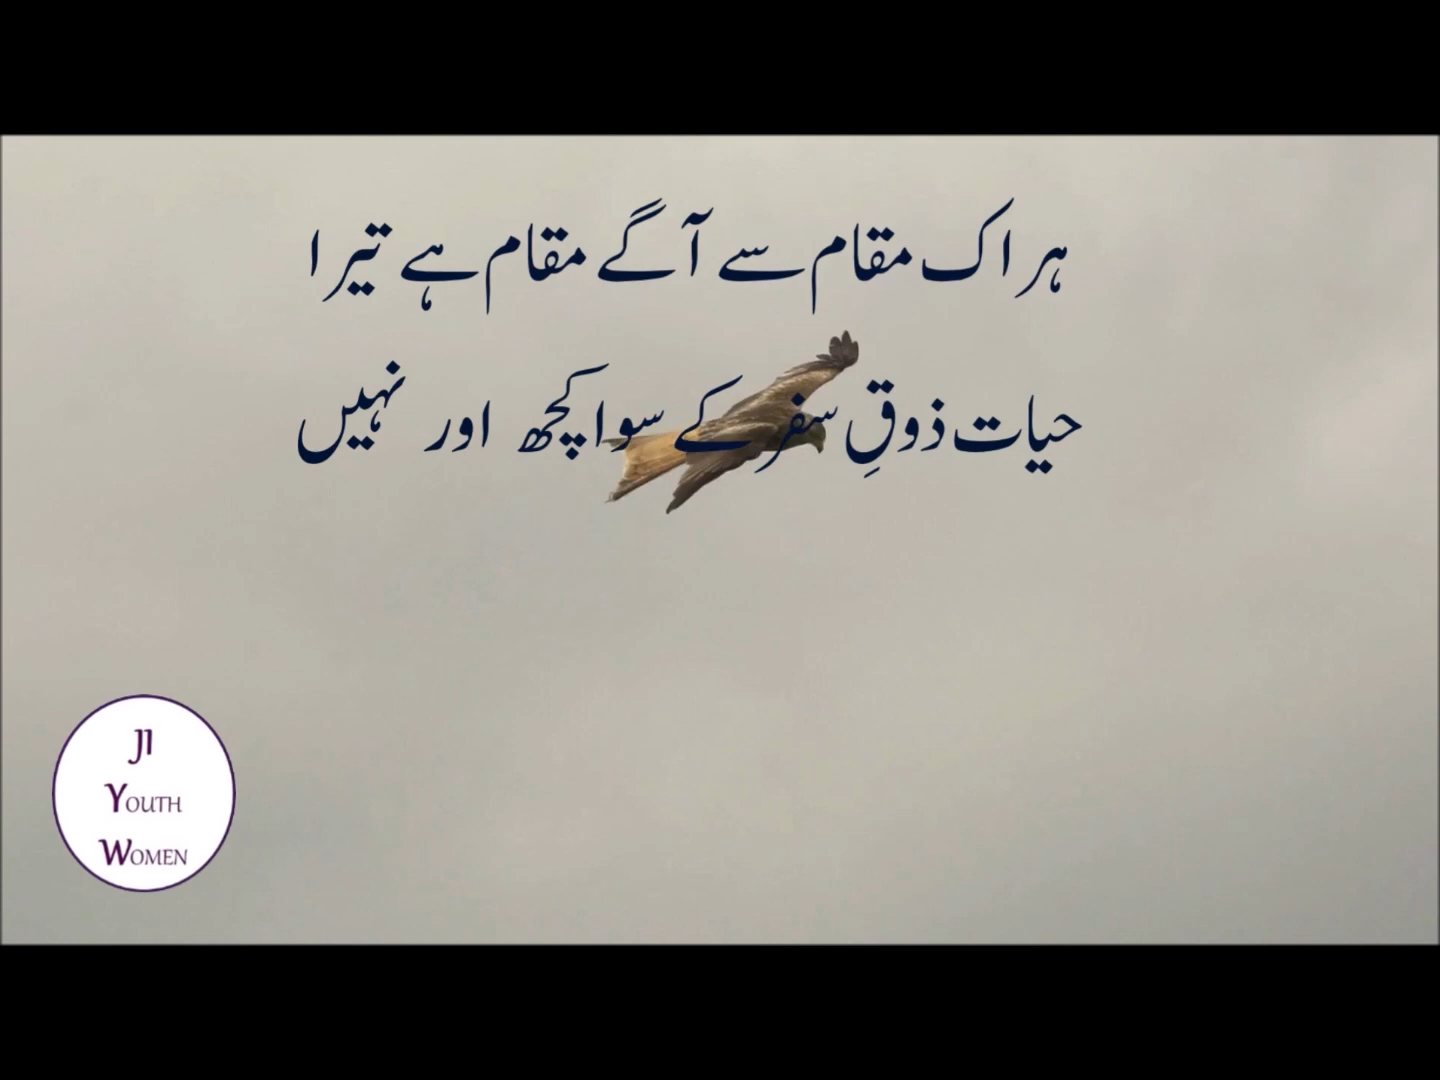 ہر اک مقام سے آگے مقام ہے تیرا
حیات ذوقِ سفر کے سوا کچھ اور نہیں
JI
YOUTH
WOMEN